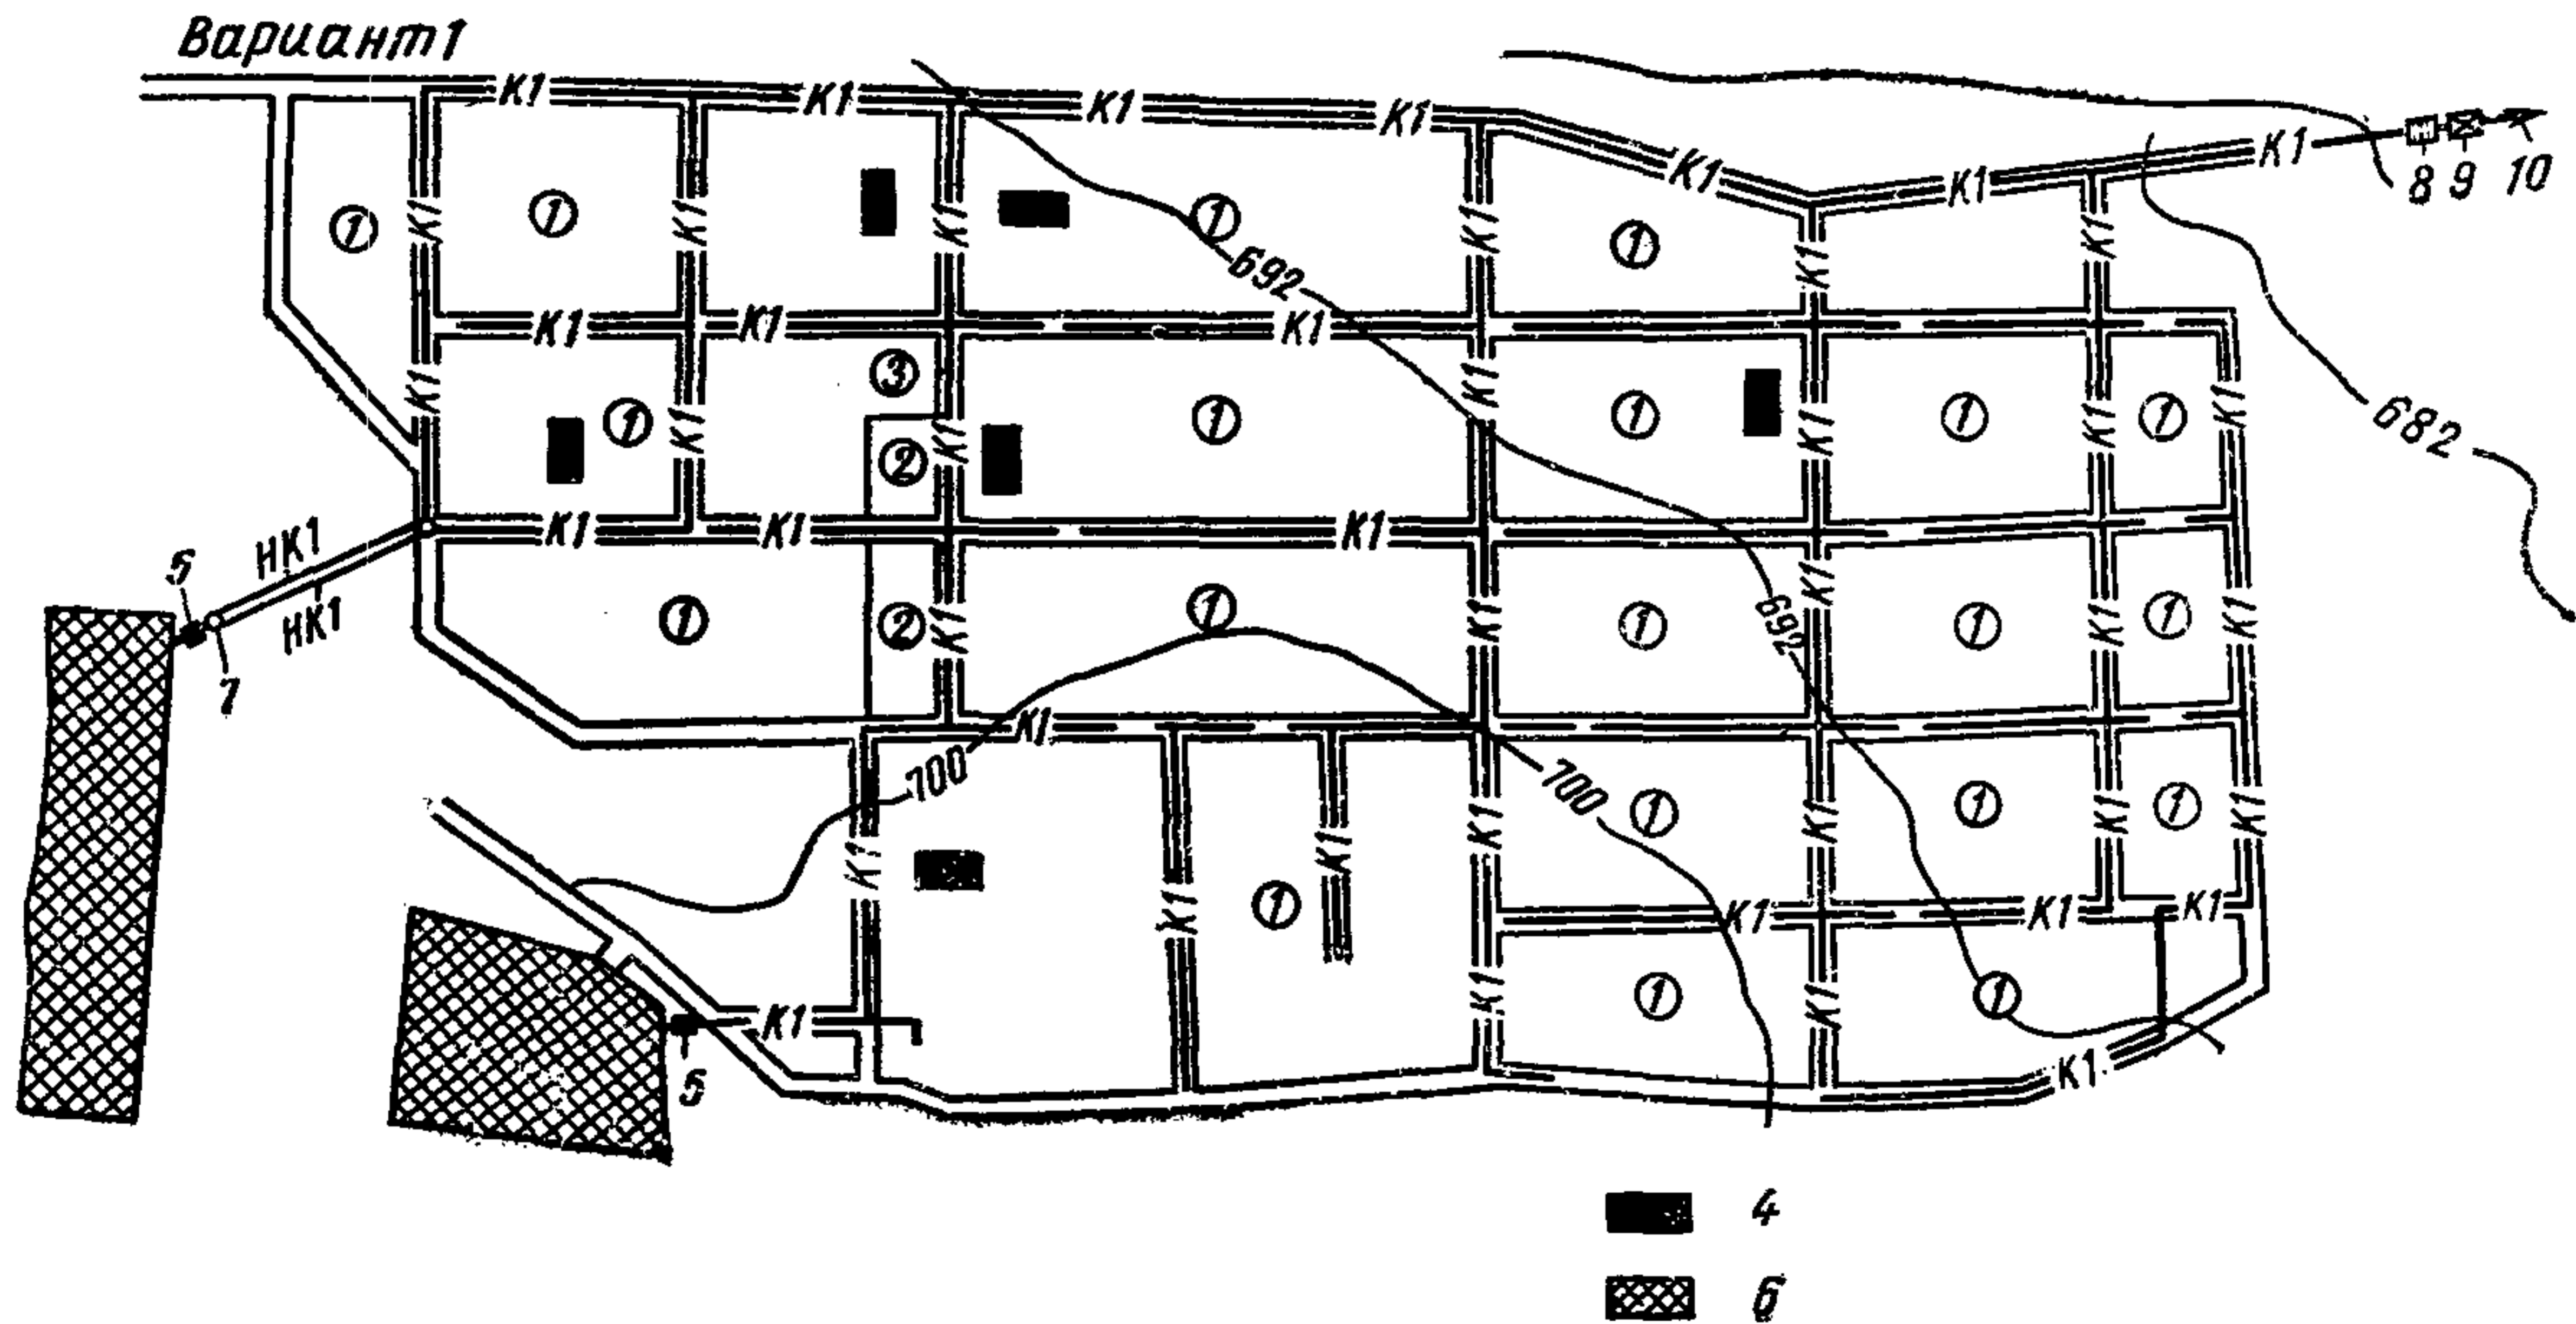 Вариант1
К1 К1 К1 К1
К1 К1 К1
8 9 10
1 К1 1 К1 К1 1 К1 1 К1 К1
692
К1 К1 К1
3
К1 1 К1 К1 1 К1 1 К1 1 К1 1 К1
682
2
К1 К1 К1
5 НК1
НК1
7
1 2 К1 1 К1 1 692 К1 1 К1 1 К1
К1
700 700
К1 К1 К1 1 К1 1 К1 1 К1
К1 1 К1 К1 К1
К1 К1 1 К1 1
5 К1
4
6